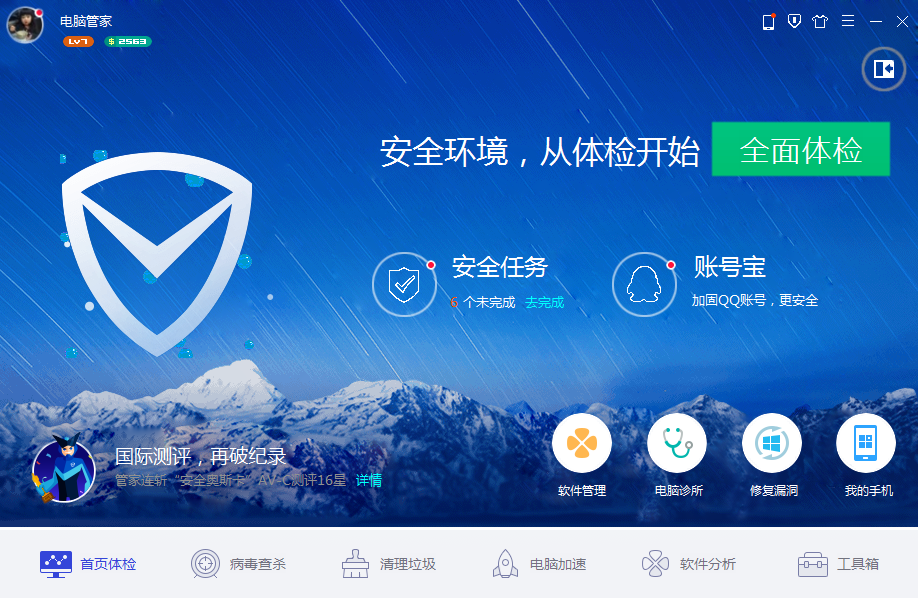 电脑管家
Lv7 $ 2563
安全环境，从体检开始 全面体检
安全任务
6 个未完成 去完成
账号宝
加固QQ账号，更安全
国际测评，再破纪录
管家连斩“安全奥斯卡”AV-C测评16星 详情
软件管理 电脑诊所 修复漏洞 我的手机
首页体检 病毒查杀 清理垃圾 电脑加速 软件分析 工具箱